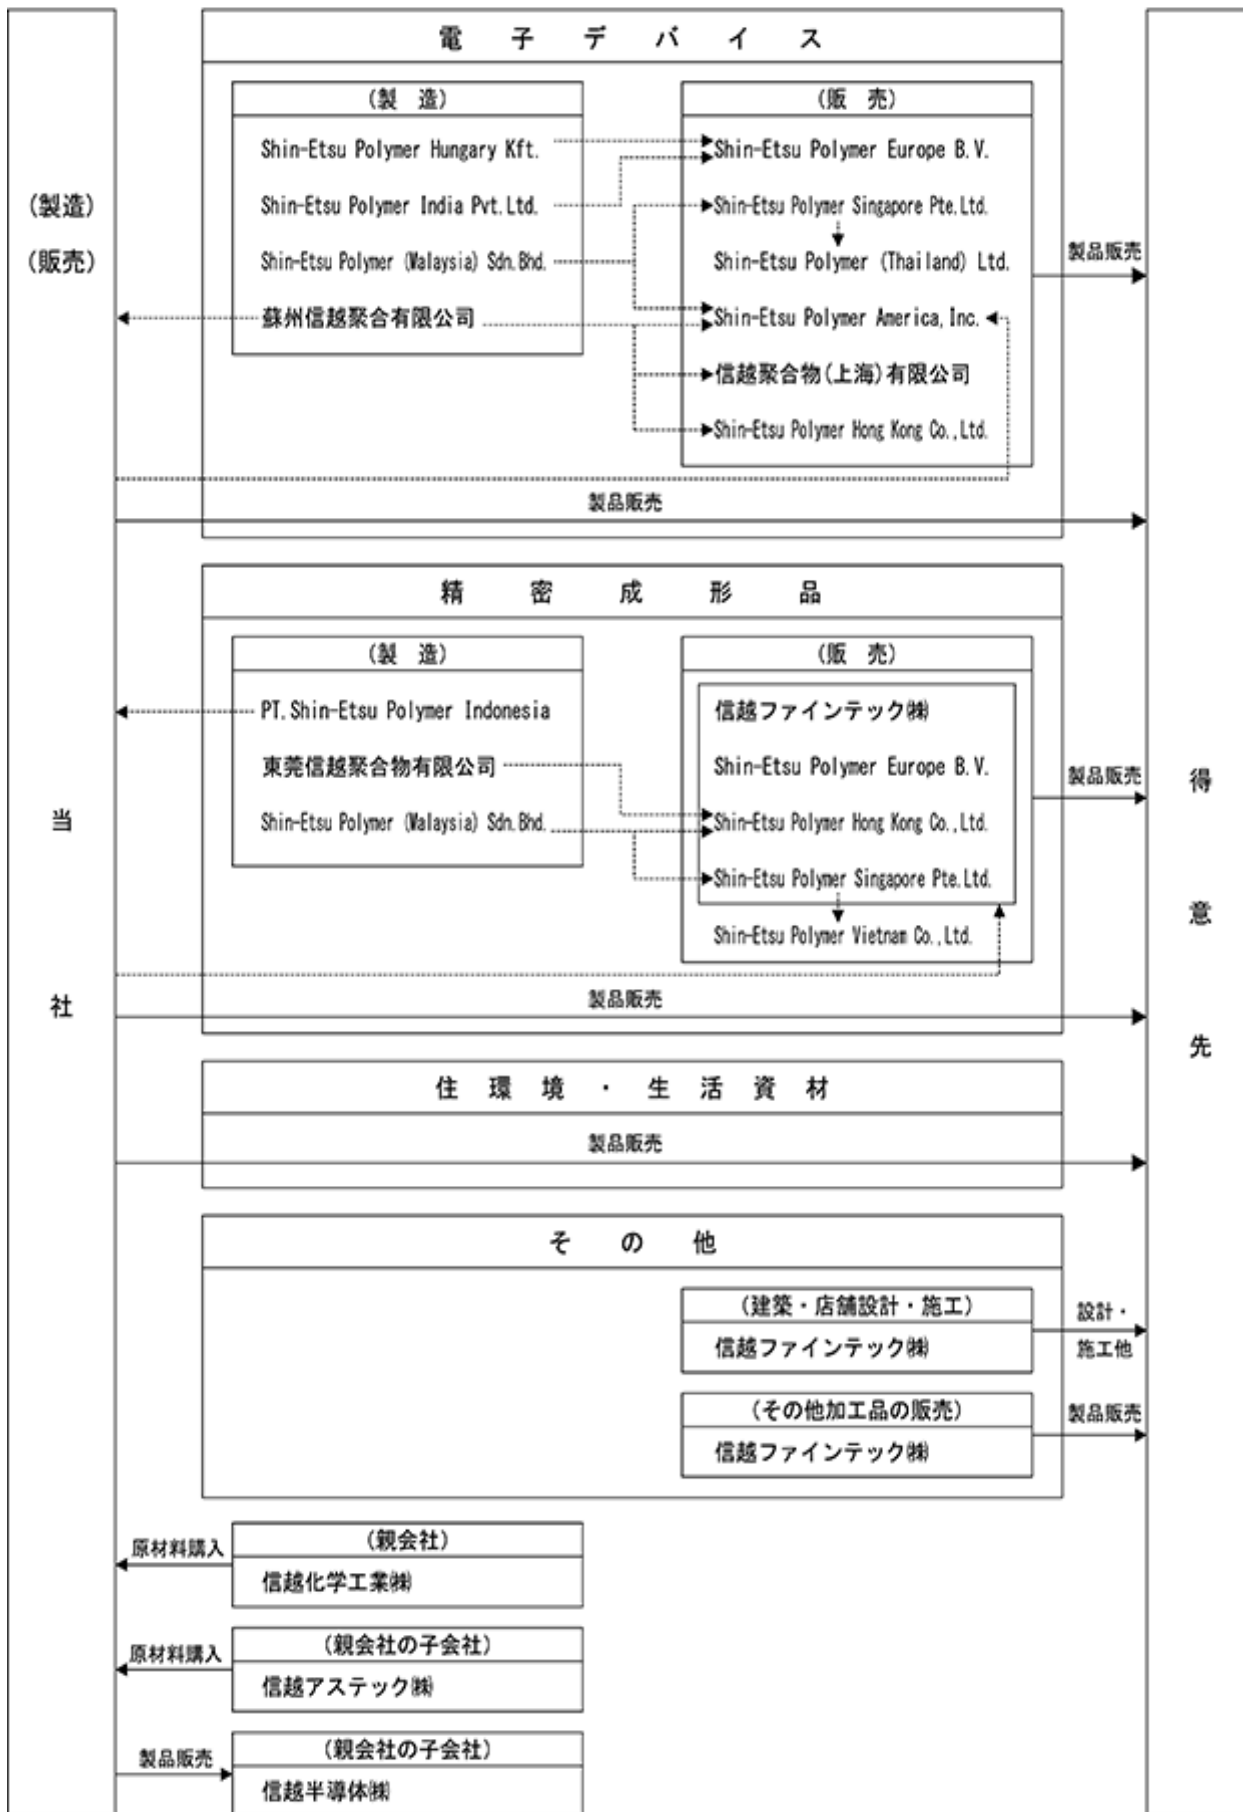 電子デバイス
(製造)
(販売)
Shin-Etsu Polymer Hungary Kft.
Shin-Etsu Polymer Europe B.V.
Shin-Etsu Polymer India Pvt.Ltd.
Shin-Etsu Polymer Singapore Pte.Ltd.
(製造)
(販売)
Shin-Etsu Polymer (Malaysia) Sdn.Bhd.
Shin-Etsu Polymer (Thailand) Ltd.
製品販売
蘇州信越聚合有限公司
Shin-Etsu Polymer America,Inc.
信越聚合物(上海)有限公司
Shin-Etsu Polymer Hong Kong Co.,Ltd.
製品販売
精密成形品
(製造)
(販売)
PT.Shin-Etsu Polymer Indonesia
信越ファインテック㈱
東莞信越聚合物有限公司
Shin-Etsu Polymer Europe B.V.
製品販売
Shin-Etsu Polymer (Malaysia) Sdn.Bhd.
Shin-Etsu Polymer Hong Kong Co.,Ltd.
Shin-Etsu Polymer Singapore Pte.Ltd.
Shin-Etsu Polymer Vietnam Co.,Ltd.
製品販売
当社
得意先
住環境・生活資材
製品販売
その他
(建築・店舗設計・施工)
信越ファインテック㈱
設計・
施工他
(その他加工品の販売)
信越ファインテック㈱
製品販売
(親会社)
原材料購入
信越化学工業㈱
(親会社の子会社)
原材料購入
信越アステック㈱
(親会社の子会社)
製品販売
信越半導体㈱